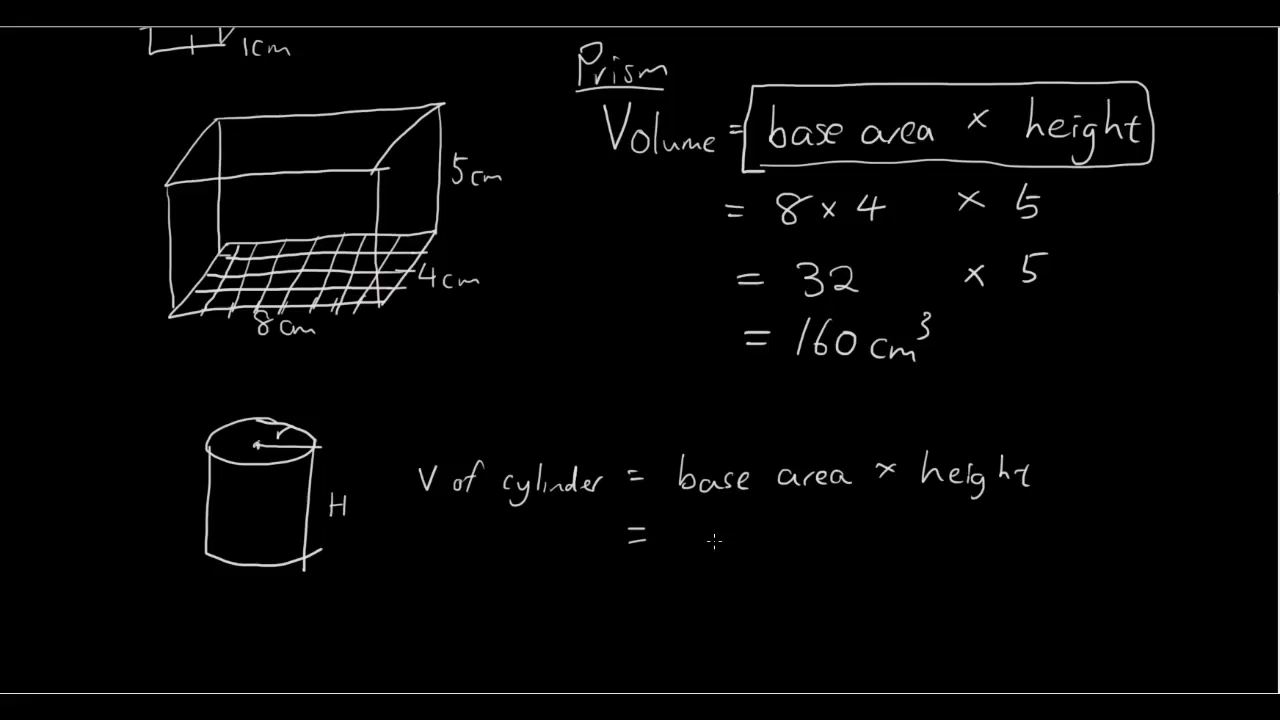 1cm
Prism
Volume = base area × height
5cm
= 8 × 4 × 5
4cm
= 32 × 5
8cm
= 160 cm³
r
H
V of cylinder = base area × height
=